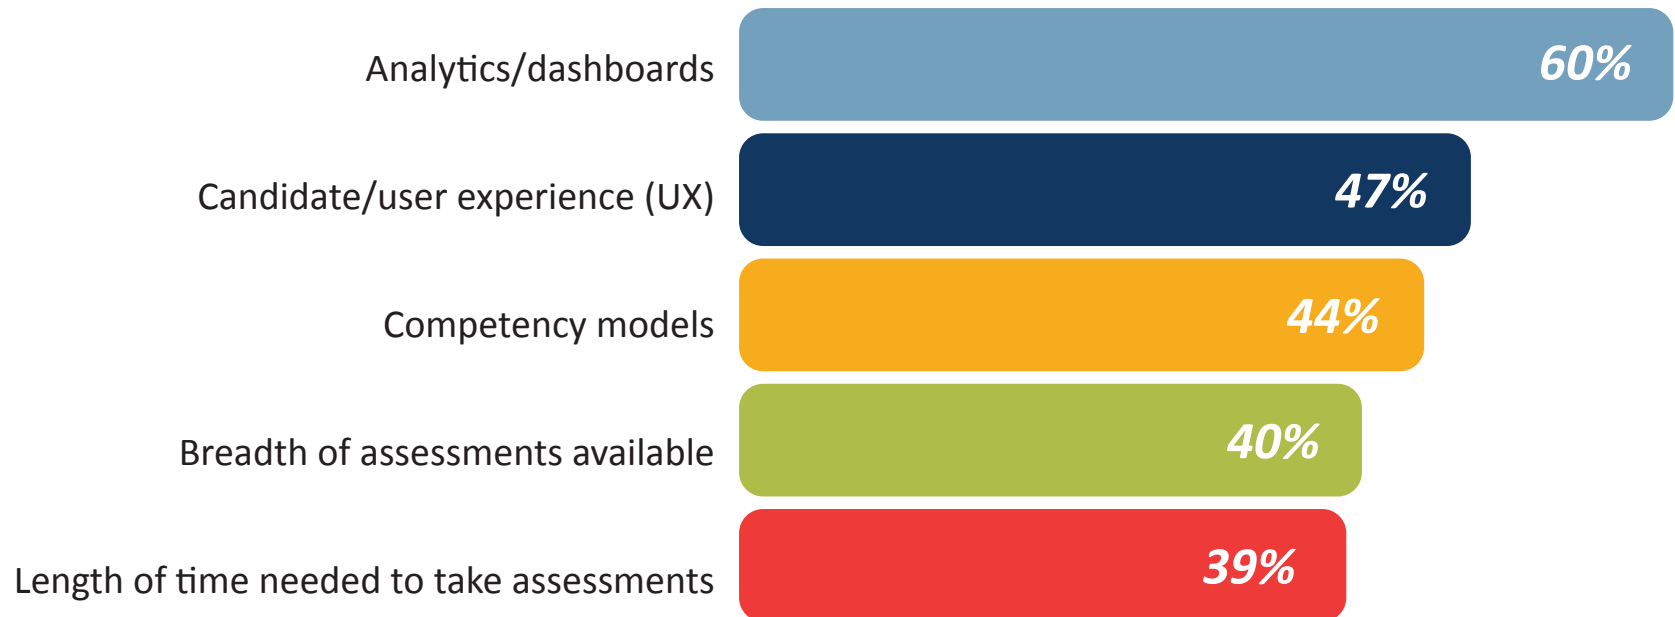 Analytics/dashboards 60%
Candidate/user experience (UX) 47%
Competency models 44%
Breadth of assessments available 40%
Length of time needed to take assessments 39%